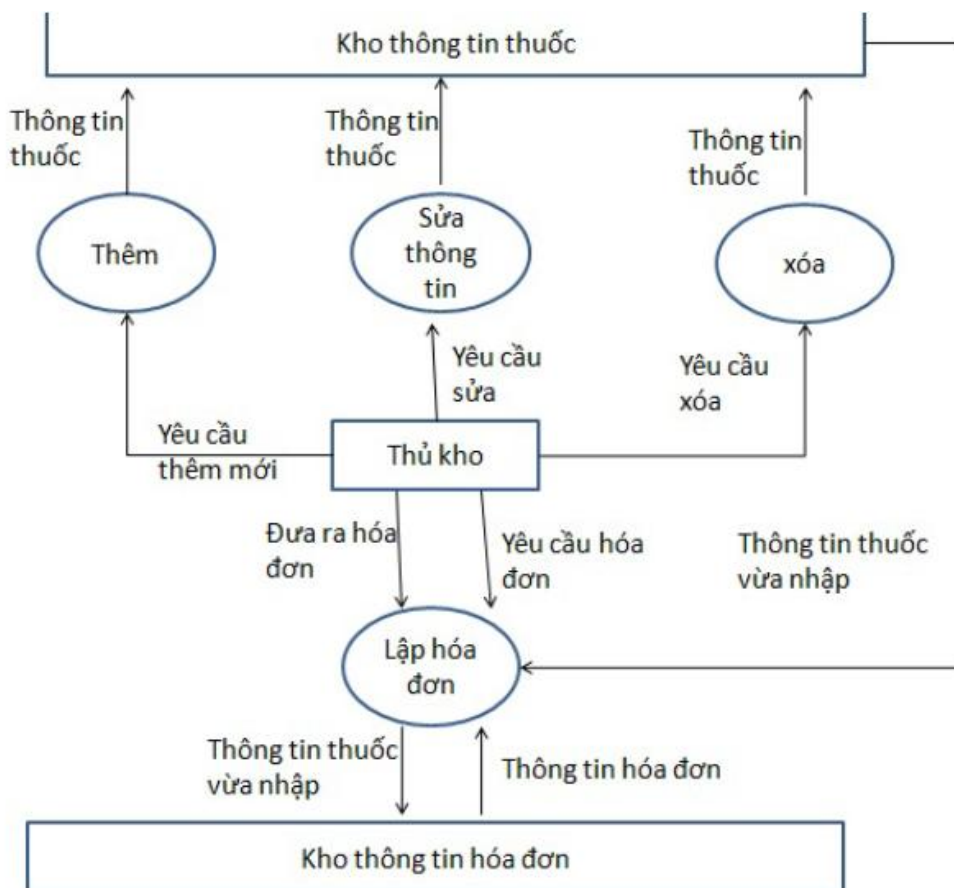 Kho thông tin thuốc
Thông tin
thuốc
Thông tin
thuốc
Thông tin
thuốc
Thêm
Sửa
thông
tin
xóa
Yêu cầu
sửa
Yêu cầu
xóa
Yêu cầu
thêm mới
Thủ kho
Đưa ra hóa
đơn
Yêu cầu hóa
đơn
Thông tin thuốc
vừa nhập
Lập hóa
đơn
Thông tin thuốc
vừa nhập
Thông tin hóa đơn
Kho thông tin hóa đơn